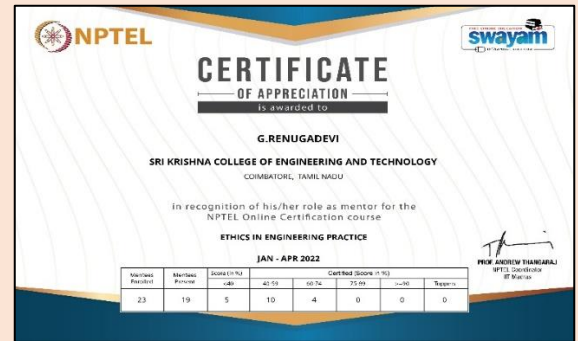 NPTEL
swayam
CERTIFICATE
OF APPRECIATION
is awarded to
G.RENUGADEVI
SRI KRISHNA COLLEGE OF ENGINEERING AND TECHNOLOGY
COIMBATORE, TAMIL NADU
in recognition of his/her role as mentor for the
NPTEL Online Certification course
ETHICS IN ENGINEERING PRACTICE
JAN - APR 2022
PROF. ANDREW THANGARAJ
NPTEL Coordinator
IIT Madras
Mentees Enrolled Mentees Present Score (in %) Certified (Score in %)
<40 40-59 60-74 75-89 >=90 Toppers
23 19 5 10 4 0 0 0